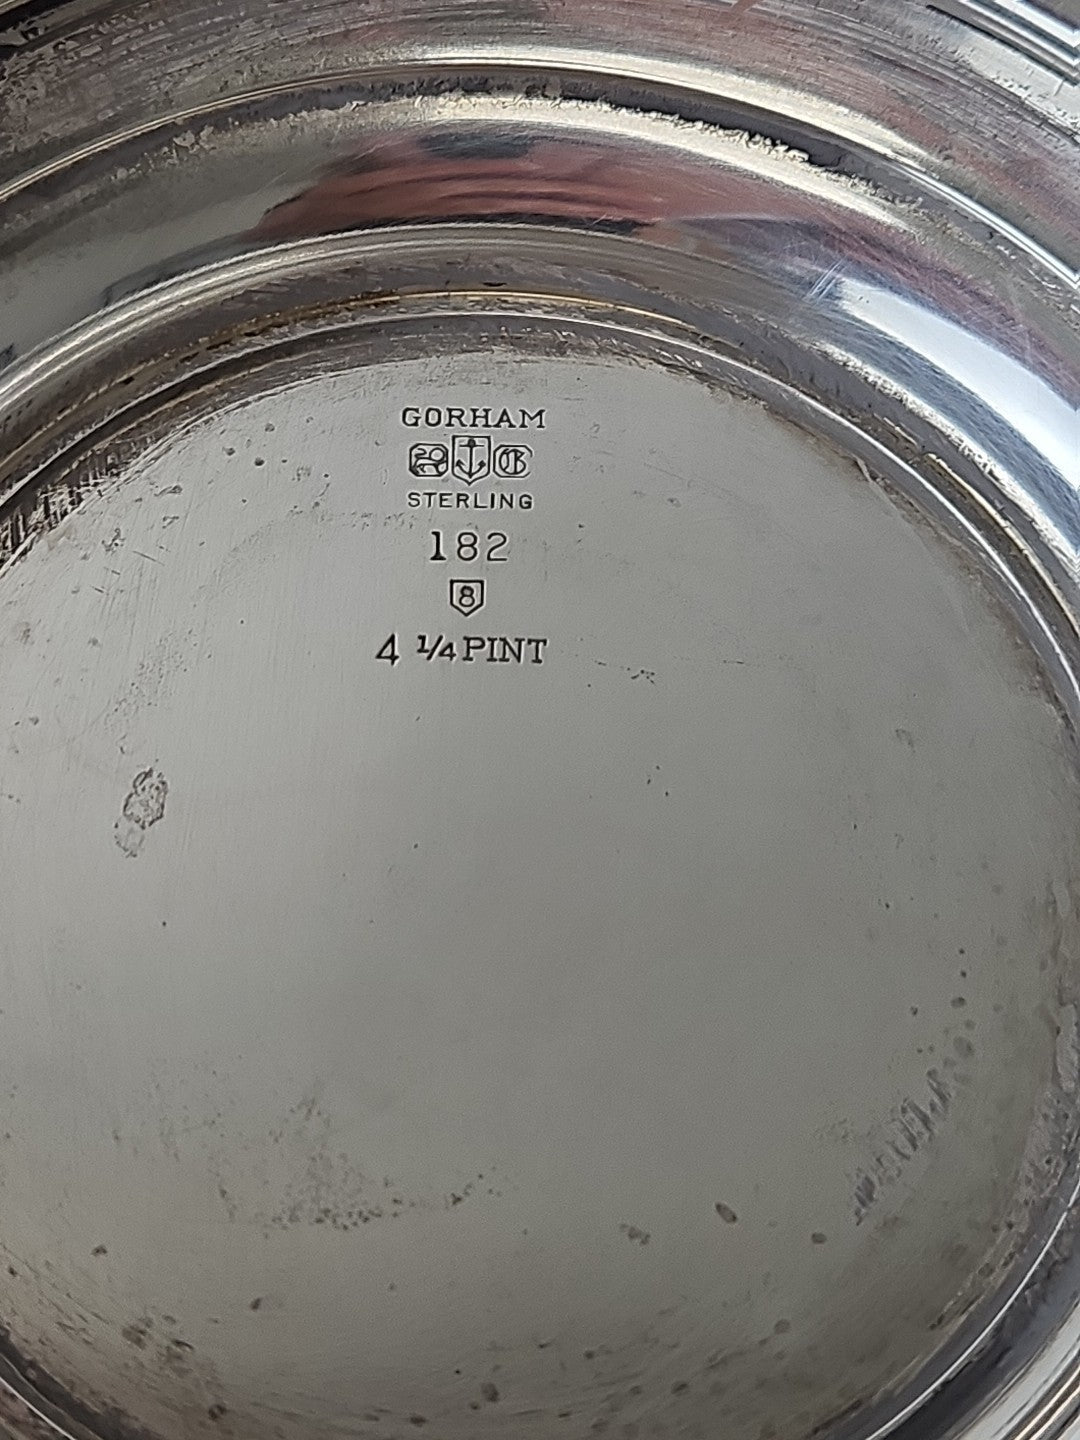 GORHAM
G
STERLING
182
8
4 1/4 PINT